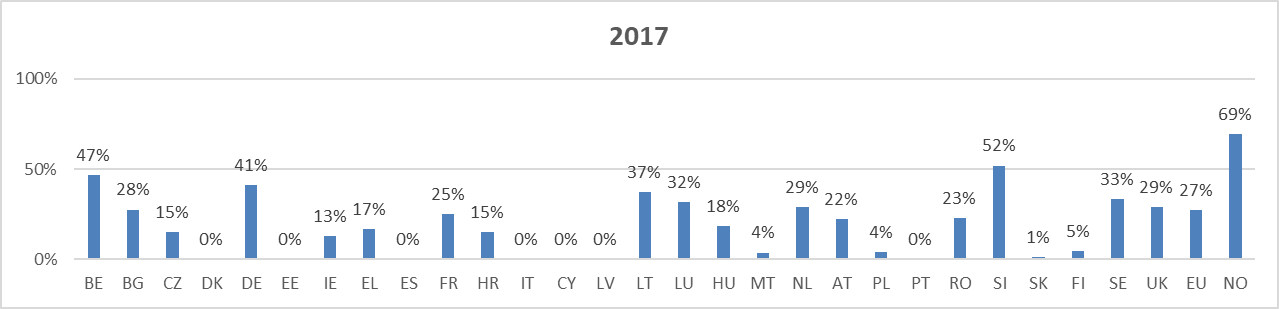 2017
100%
50%
0%
47% 28% 15% 0% 41% 0% 13% 17% 0% 25% 15% 0% 0% 0% 37% 32% 18% 4% 29% 22% 4% 0% 23% 52% 1% 5% 33% 29% 27% 69%
BE BG CZ DK DE EE IE EL ES FR HR IT CY LV LT LU HU MT NL AT PL PT RO SI SK FI SE UK EU NO